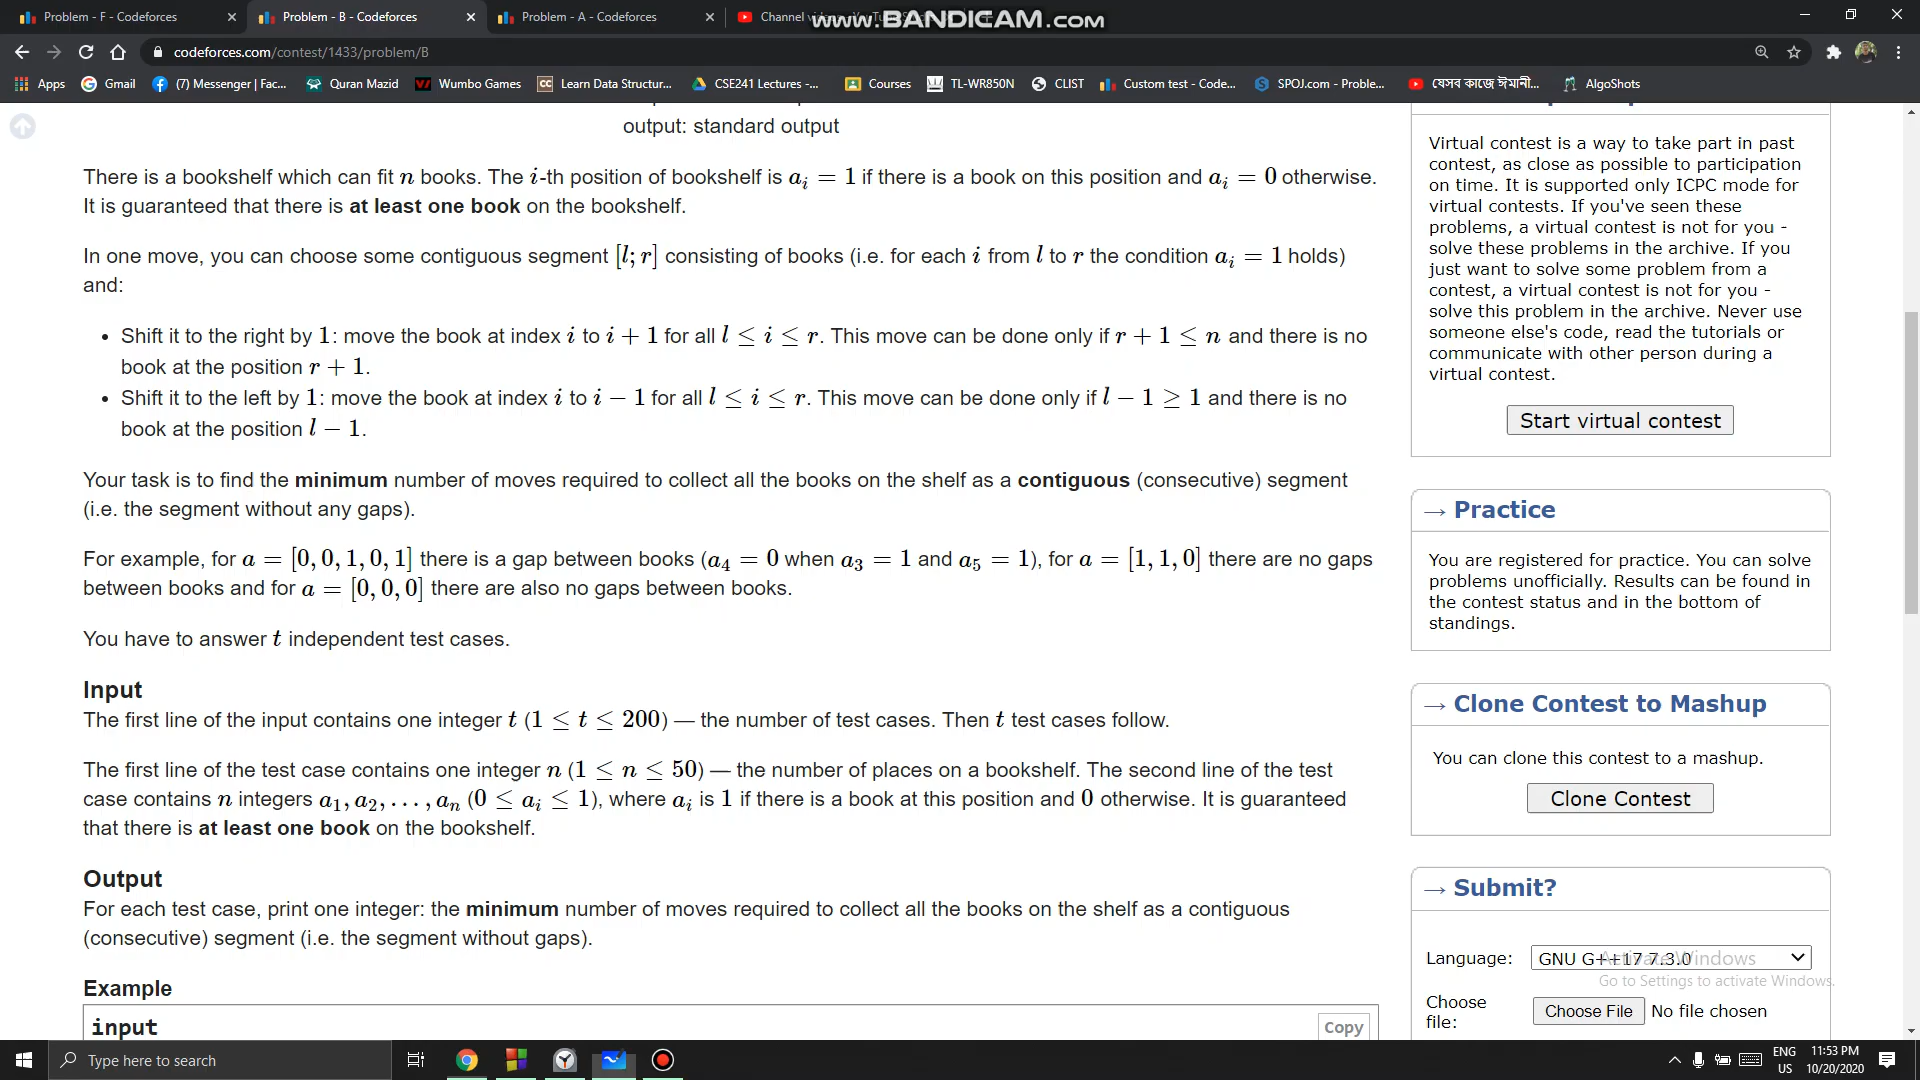 Problem - F - Codeforces
Problem - B - Codeforces
Problem - A - Codeforces
www.BANDICAM.com
codeforces.com/contest/1433/problem/B
Apps
Gmail
(7) Messenger | Fac...
Quran Mazid
Wumbo Games
Learn Data Structur...
CSE241 Lectures -...
Courses
TL-WR850N
CLIST
Custom test - Code...
SPOJ.com - Proble...
যেসব কাজে ঈমানী...
AlgoShots
output: standard output
There is a bookshelf which can fit n books. The i-th position of bookshelf is a_i = 1 if there is a book on this position and a_i = 0 otherwise.
It is guaranteed that there is at least one book on the bookshelf.
In one move, you can choose some contiguous segment [l; r] consisting of books (i.e. for each i from l to r the condition a_i = 1 holds)
and:
• Shift it to the right by 1: move the book at index i to i + 1 for all l ≤ i ≤ r. This move can be done only if r + 1 ≤ n and there is no
book at the position r + 1.
• Shift it to the left by 1: move the book at index i to i − 1 for all l ≤ i ≤ r. This move can be done only if l − 1 ≥ 1 and there is no
book at the position l − 1.
Your task is to find the minimum number of moves required to collect all the books on the shelf as a contiguous (consecutive) segment
(i.e. the segment without any gaps).
For example, for a = [0, 0, 1, 0, 1] there is a gap between books (a_4 = 0 when a_3 = 1 and a_5 = 1), for a = [1, 1, 0] there are no gaps
between books and for a = [0, 0, 0] there are also no gaps between books.
You have to answer t independent test cases.
Input
The first line of the input contains one integer t (1 ≤ t ≤ 200) — the number of test cases. Then t test cases follow.
The first line of the test case contains one integer n (1 ≤ n ≤ 50) — the number of places on a bookshelf. The second line of the test
case contains n integers a_1, a_2, . . . , a_n (0 ≤ a_i ≤ 1), where a_i is 1 if there is a book at this position and 0 otherwise. It is guaranteed
that there is at least one book on the bookshelf.
Output
For each test case, print one integer: the minimum number of moves required to collect all the books on the shelf as a contiguous
(consecutive) segment (i.e. the segment without gaps).
Example
input
Copy
Virtual contest is a way to take part in past
contest, as close as possible to participation
on time. It is supported only ICPC mode for
virtual contests. If you've seen these
problems, a virtual contest is not for you -
solve these problems in the archive. If you
just want to solve some problem from a
contest, a virtual contest is not for you -
solve this problem in the archive. Never use
someone else's code, read the tutorials or
communicate with other person during a
virtual contest.
Start virtual contest
→ Practice
You are registered for practice. You can solve
problems unofficially. Results can be found in
the contest status and in the bottom of
standings.
→ Clone Contest to Mashup
You can clone this contest to a mashup.
Clone Contest
→ Submit?
Language:
GNU G++17 7.3.0
Activate Windows
Go to Settings to activate Windows.
Choose
file:
Choose File No file chosen
Type here to search
ENG
US
11:53 PM
10/20/2020